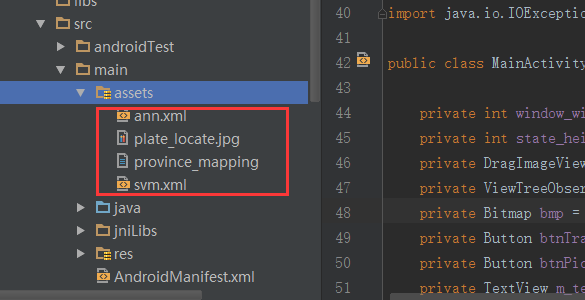 libs
src
androidTest
main
assets
ann.xml
plate_locate.jpg
province_mapping
svm.xml
java
jniLibs
res
AndroidManifest.xml
40 import java.io.IOExceptio
41
42 public class MainActivity
43
44 private int window_wi
45 private int state_hei
46 private DragImageView
47 private ViewTreeObser
48 private Bitmap bmp =
49 private Button btnTra
50 private Button btnPic
51 private TextView m_te